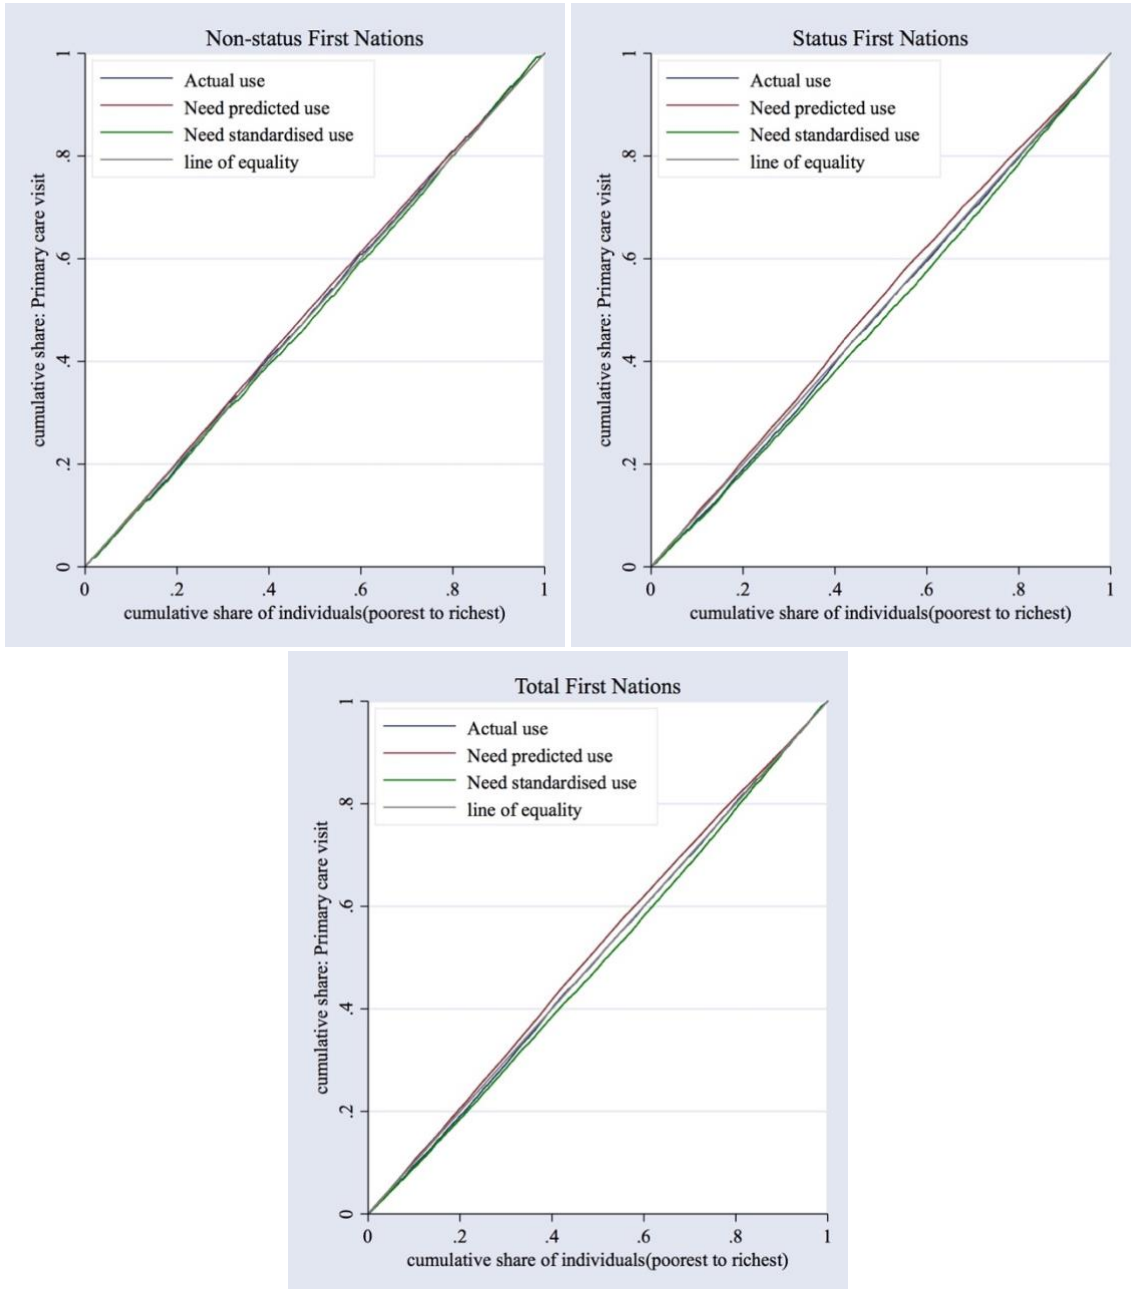 Non-status First Nations
Actual use
Need predicted use
Need standardised use
line of equality
cumulative share: Primary care visit
1
.8
.6
.4
.2
0
0 .2 .4 .6 .8 1
cumulative share of individuals(poorest to richest)
Status First Nations
Actual use
Need predicted use
Need standardised use
line of equality
cumulative share: Primary care visit
1
.8
.6
.4
.2
0
0 .2 .4 .6 .8 1
cumulative share of individuals(poorest to richest)
Total First Nations
Actual use
Need predicted use
Need standardised use
line of equality
cumulative share: Primary care visit
1
.8
.6
.4
.2
0
0 .2 .4 .6 .8 1
cumulative share of individuals(poorest to richest)